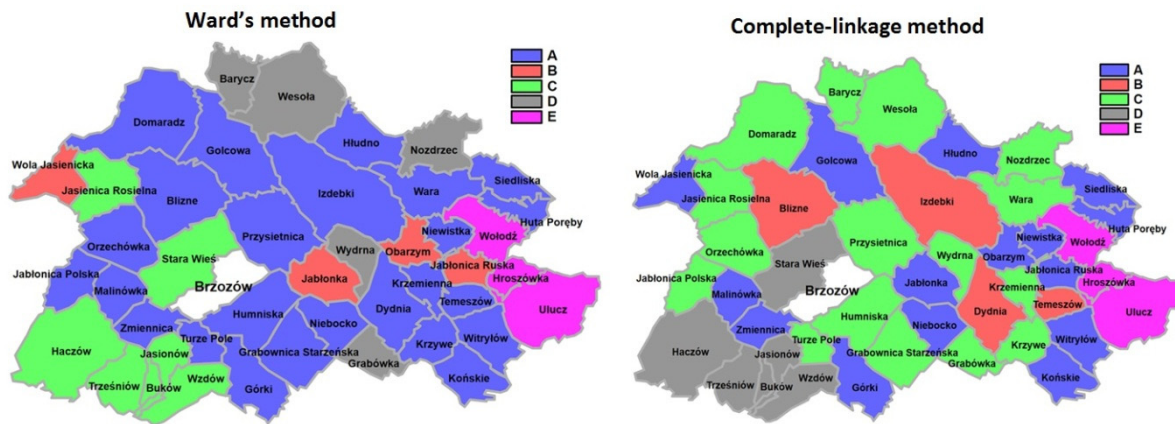 Ward's method
A
B
C
D
E
Barycz
Wesoła
Domaradz
Golcowa
Hłudno
Nozdrzec
Wola Jasienicka
Jasienica Rosielna
Blizne
Izdebki
Wara
Siedliska
Huta Poręby
Orzechówka
Stara Wieś
Przysietnica
Wydrna
Obarzym
Niewistka
Wołodź
Jabłonica Polska
Malinówka
Brzozów
Jabłonka
Krzemienna
Jabłonica Ruska
Hroszówka
Temeszów
Ulucz
Haczów
Zmiennica
Turze Pole
Humniska
Niebocko
Dydnia
Jasionów
Grabownica Starzeńska
Grabówka
Krzywe
Witryłów
Trześniów
Buków
Wzdów
Górki
Końskie
Complete-linkage method
A
B
C
D
E
Barycz
Wesoła
Domaradz
Golcowa
Hłudno
Nozdrzec
Wola Jasienicka
Jasienica Rosielna
Blizne
Izdebki
Wara
Siedliska
Huta Poręby
Orzechówka
Stara Wieś
Przysietnica
Wydrna
Obarzym
Niewistka
Wołodź
Jabłonica Polska
Malinówka
Brzozów
Jabłonka
Krzemienna
Jabłonica Ruska
Hroszówka
Temeszów
Ulucz
Haczów
Zmiennica
Turze Pole
Humniska
Niebocko
Dydnia
Jasionów
Grabownica Starzeńska
Grabówka
Krzywe
Witryłów
Trześniów
Buków
Wzdów
Górki
Końskie